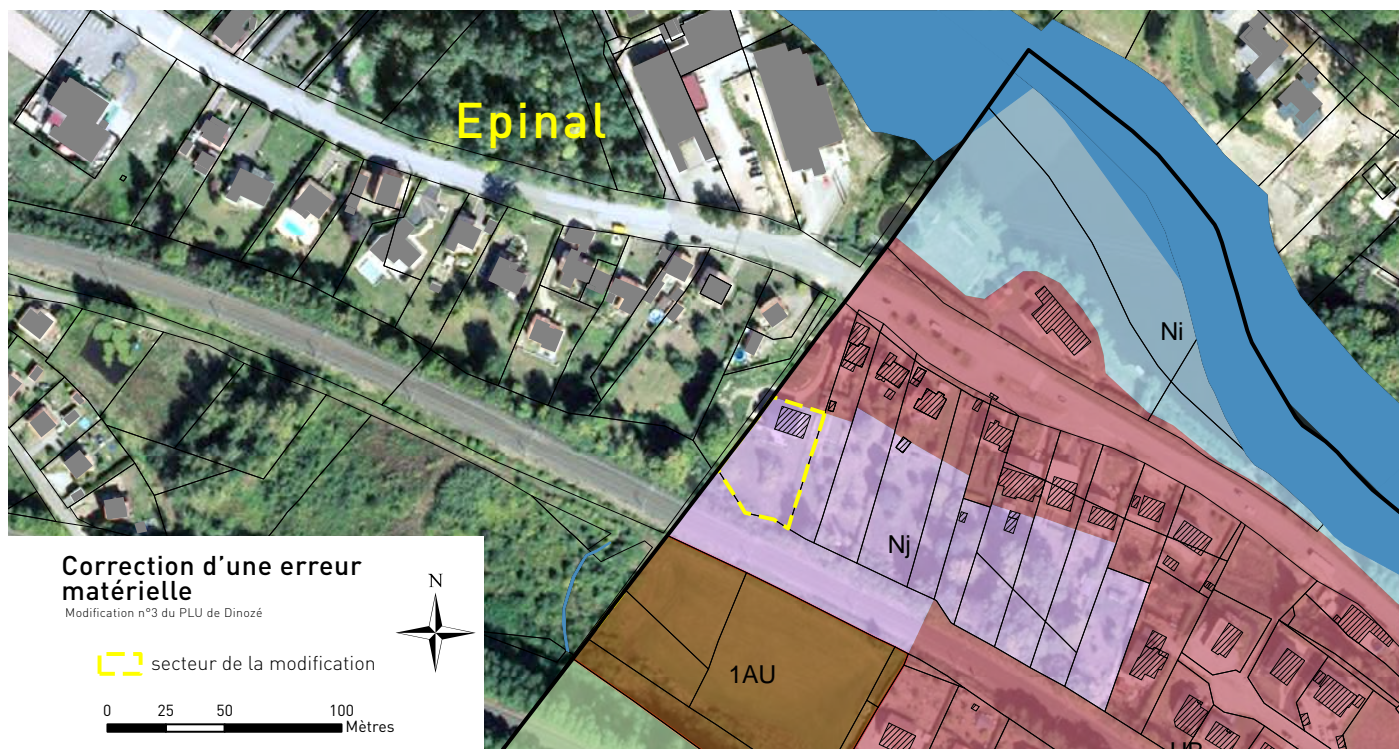 Epinal
Ni
Nj
1AU
Correction d'une erreur
matérielle
Modification n°3 du PLU de Dinozé
N
secteur de la modification
0 25 50 100
Mètres